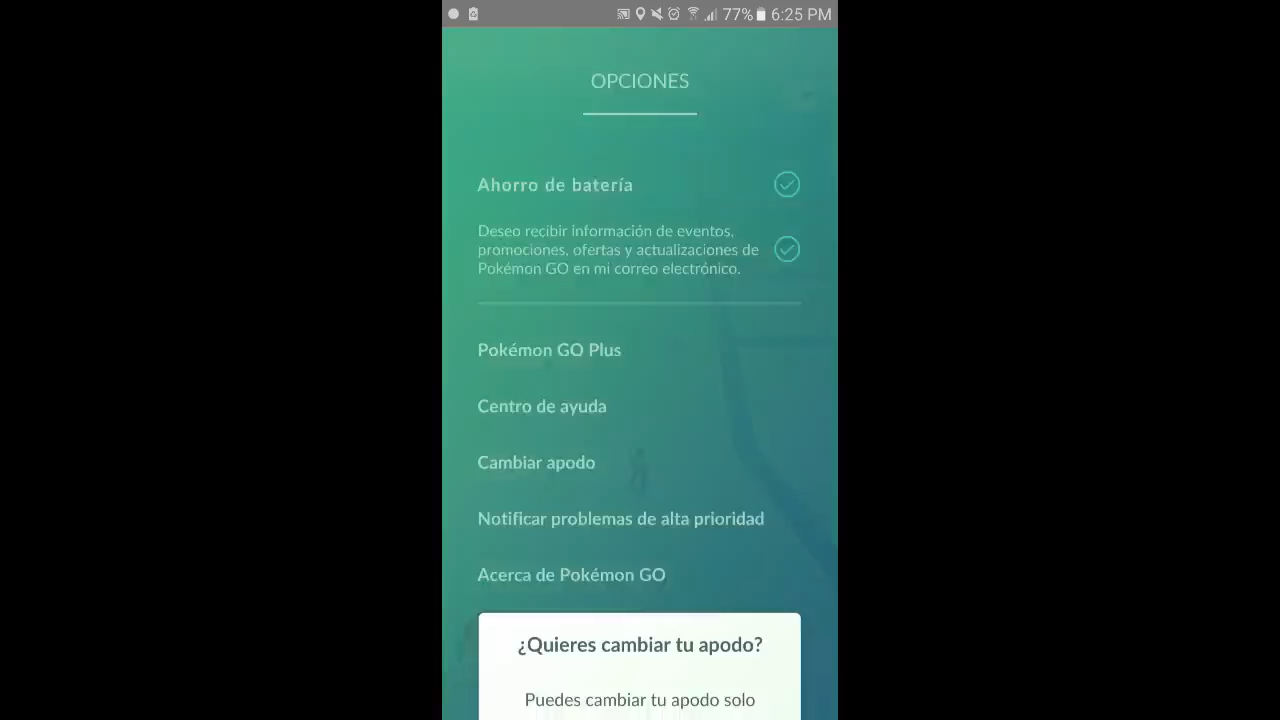 77% 6:25 PM
OPCIONES
Ahorro de batería
Deseo recibir información de eventos,
promociones, ofertas y actualizaciones de
Pokémon GO en mi correo electrónico.
Pokémon GO Plus
Centro de ayuda
Cambiar apodo
Notificar problemas de alta prioridad
Acerca de Pokémon GO
¿Quieres cambiar tu apodo?
Puedes cambiar tu apodo solo